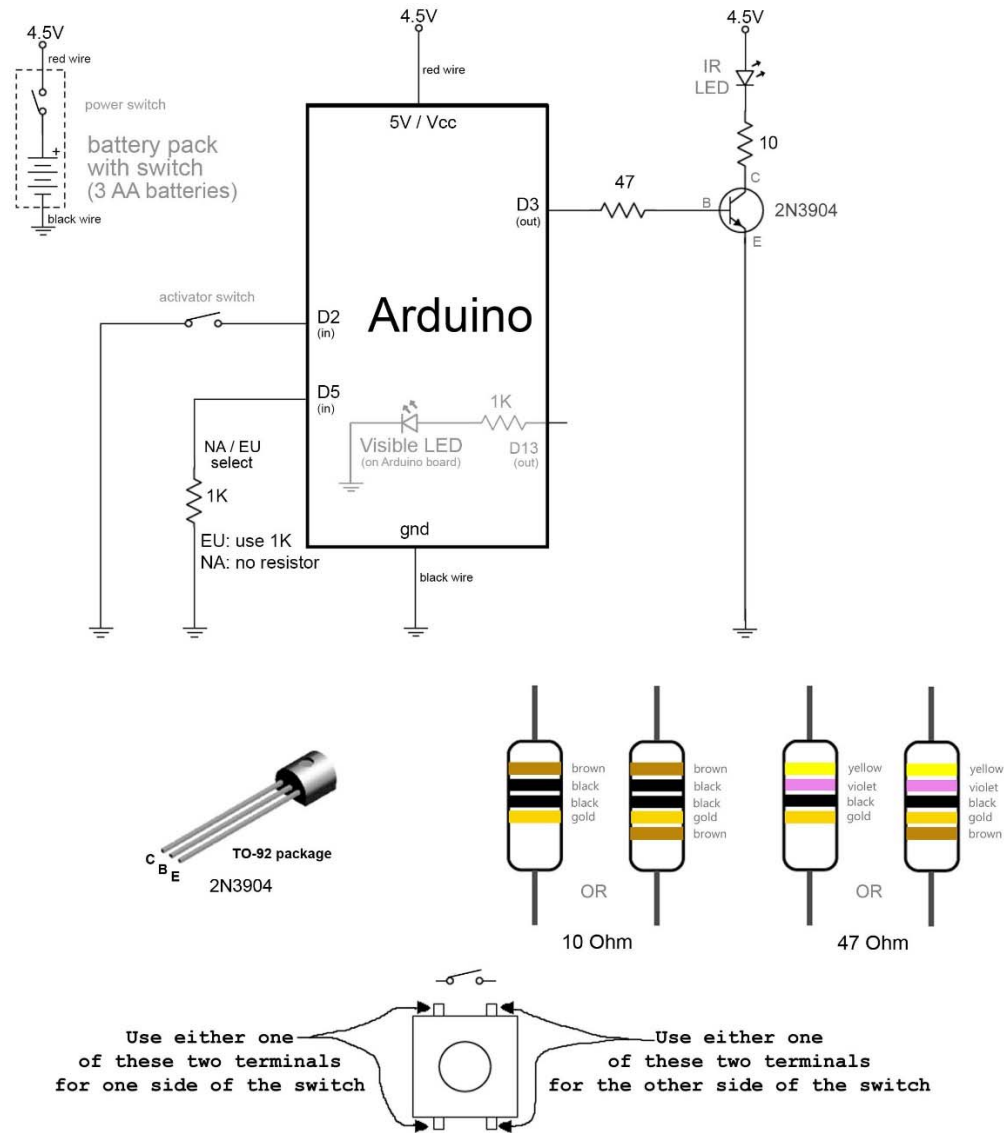 4.5V
red wire
power switch
+
battery pack
with switch
(3 AA batteries)
black wire
4.5V
red wire
5V / Vcc
4.5V
IR
LED
10
C
47
D3
(out)
B
2N3904
E
activator switch
D2
(in)
Arduino
D5
(in)
1K
Visible LED
(on Arduino board)
D13
(out)
NA / EU
select
1K
EU: use 1K
NA: no resistor
gnd
black wire
C
B
E
TO-92 package
2N3904
brown
black
black
gold
brown
black
black
gold
brown
OR
10 Ohm
yellow
violet
black
gold
yellow
violet
black
gold
brown
OR
47 Ohm
Use either one
of these two terminals
for one side of the switch
Use either one
of these two terminals
for the other side of the switch